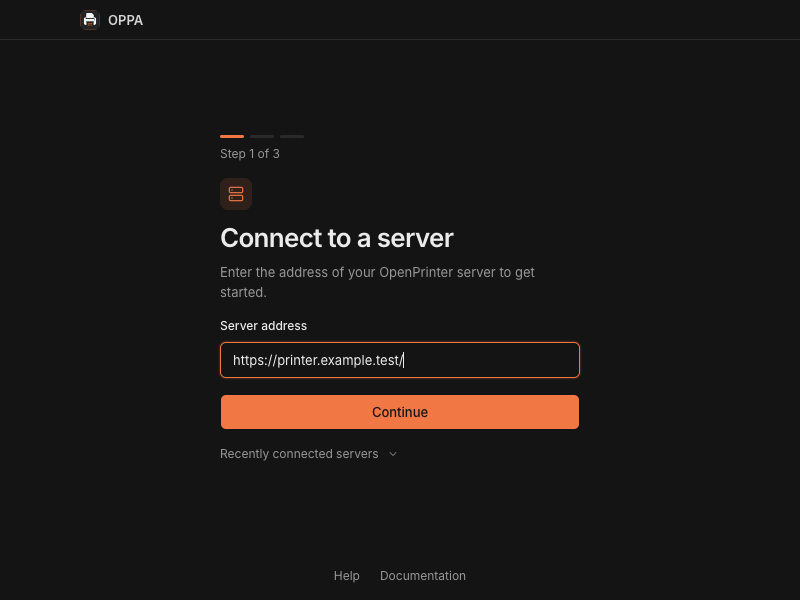 OPPA
Step 1 of 3
Connect to a server
Enter the address of your OpenPrinter server to get
started.
Server address
https://printer.example.test/
Continue
Recently connected servers
Help Documentation